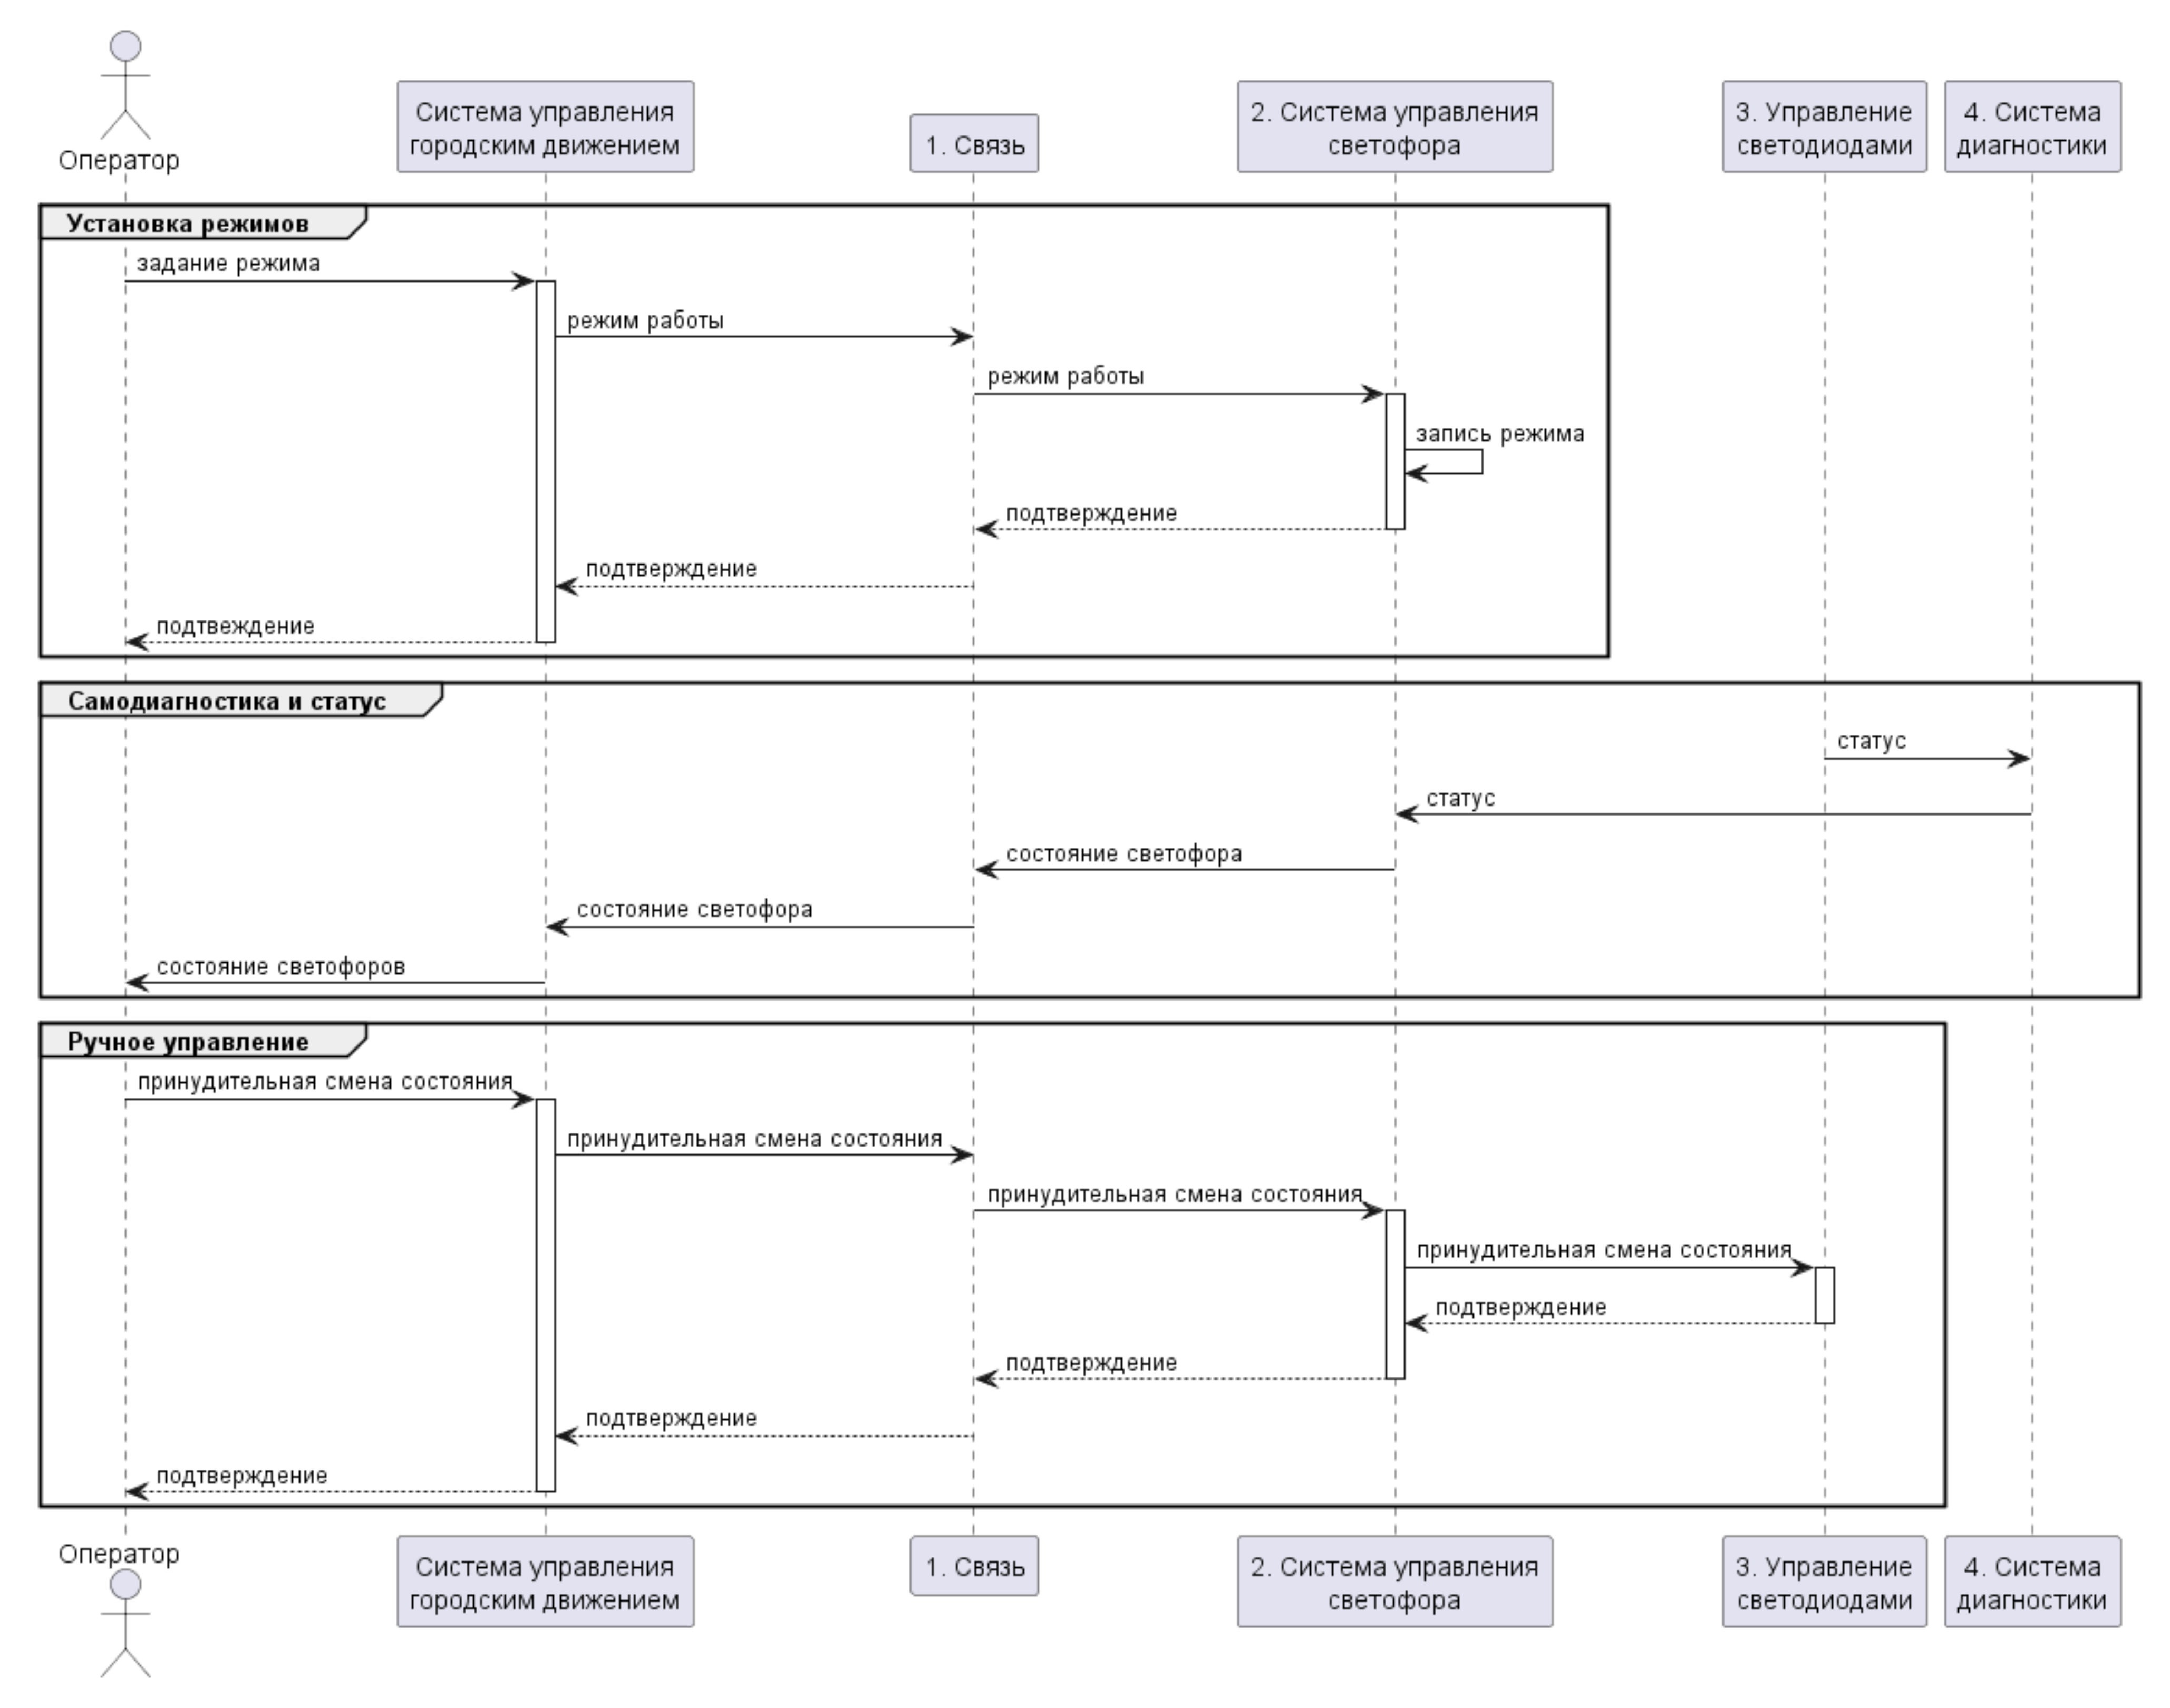 Оператор
Система управления
городским движением
1. Связь
2. Система управления
светофора
3. Управление
светодиодами
4. Система
диагностики
Установка режимов
задание режима
режим работы
режим работы
запись режима
подтверждение
подтверждение
подтвеждение
Самодиагностика и статус
статус
статус
состояние светофора
состояние светофора
состояние светофоров
Ручное управление
принудительная смена состояния
принудительная смена состояния
принудительная смена состояния
принудительная смена состояния
подтверждение
подтверждение
подтверждение
подтверждение
Оператор
Система управления
городским движением
1. Связь
2. Система управления
светофора
3. Управление
светодиодами
4. Система
диагностики